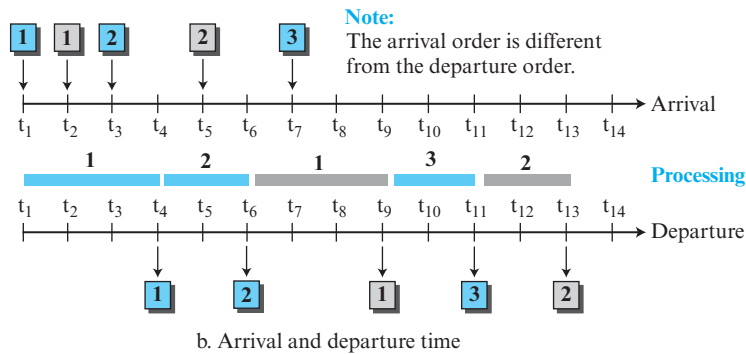 Note:
1 1 2 2 3 The arrival order is different
from the departure order.
Arrival
t1 t2 t3 t4 t5 t6 t7 t8 t9 t10 t11 t12 t13 t14
1 2 1 3 2
Processing
t1 t2 t3 t4 t5 t6 t7 t8 t9 t10 t11 t12 t13 t14
Departure
1 2 1 3 2
b. Arrival and departure time